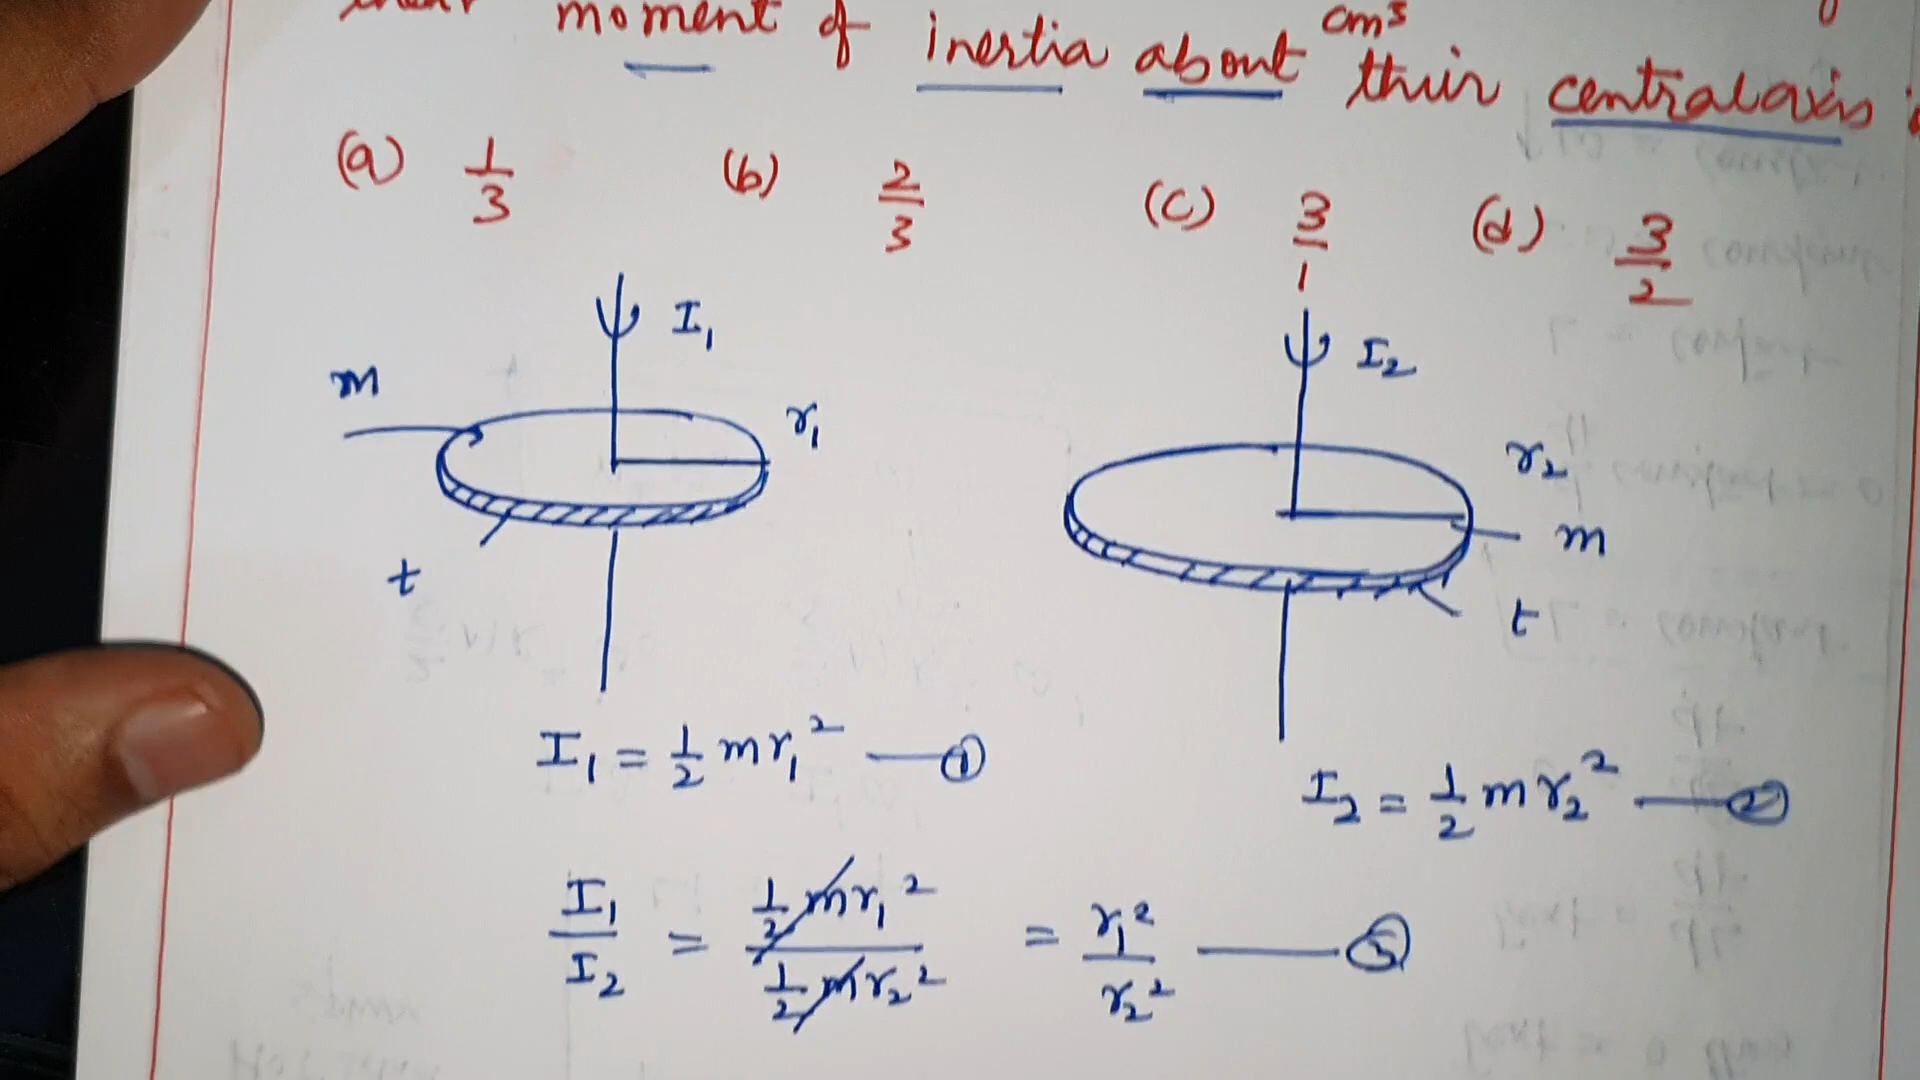 moment of inertia about their central axis
cm³
(a) 1/3 (b) 2/3 (c) 3/1 (d) 3/2
I₁ I₂
m r₁ r₂
m
t t
I₁ = 1/2 m r₁² — ①
I₂ = 1/2 m r₂² — ②
I₁/I₂ = 1/2 m r₁² / 1/2 m r₂² = r₁²/r₂² — ③